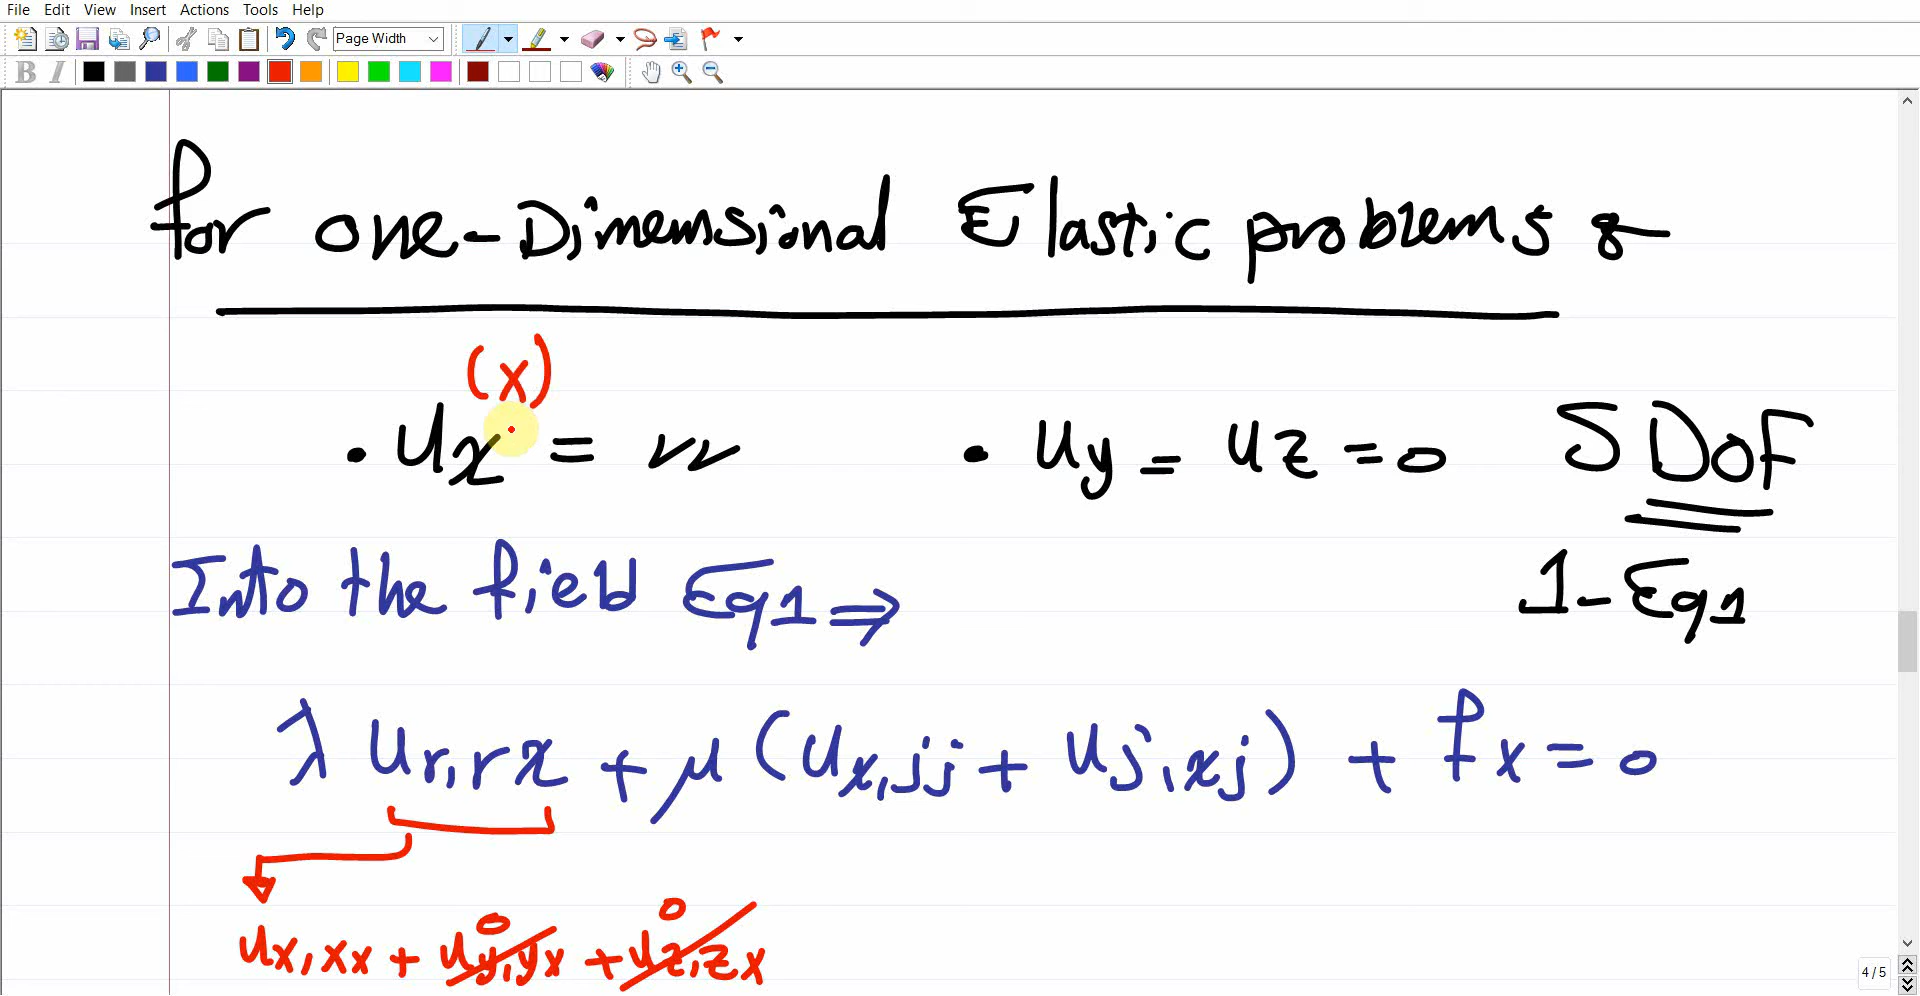 File Edit View Insert Actions Tools Help
Page Width
B I
for one-Dimensional Elastic problems :-
(x)
• ux = • uy = uz = 0 SDoF
Into the field Eq1 ⇒ 1-Eq1
λ ur,rx + μ (ux,jj + uj,xj) + fx = 0
0 0
ux,xx + uy,yx + uz,zx
4/5